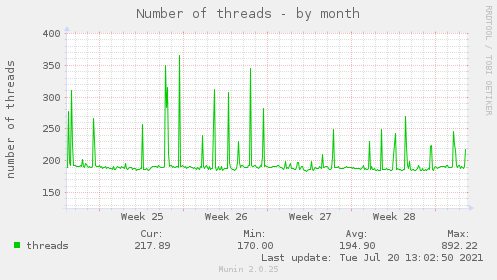 Number of threads - by month
RRDTOOL / TOBI OETIKER
threads or number of threads
400
350
300
250
200
150
Week 25 Week 26 Week 27 Week 28
Cur: Min: Avg: Max:
threads 217.89 170.00 194.90 892.22
Last update: Tue Jul 20 13:02:50 2021
Munin 2.0.25